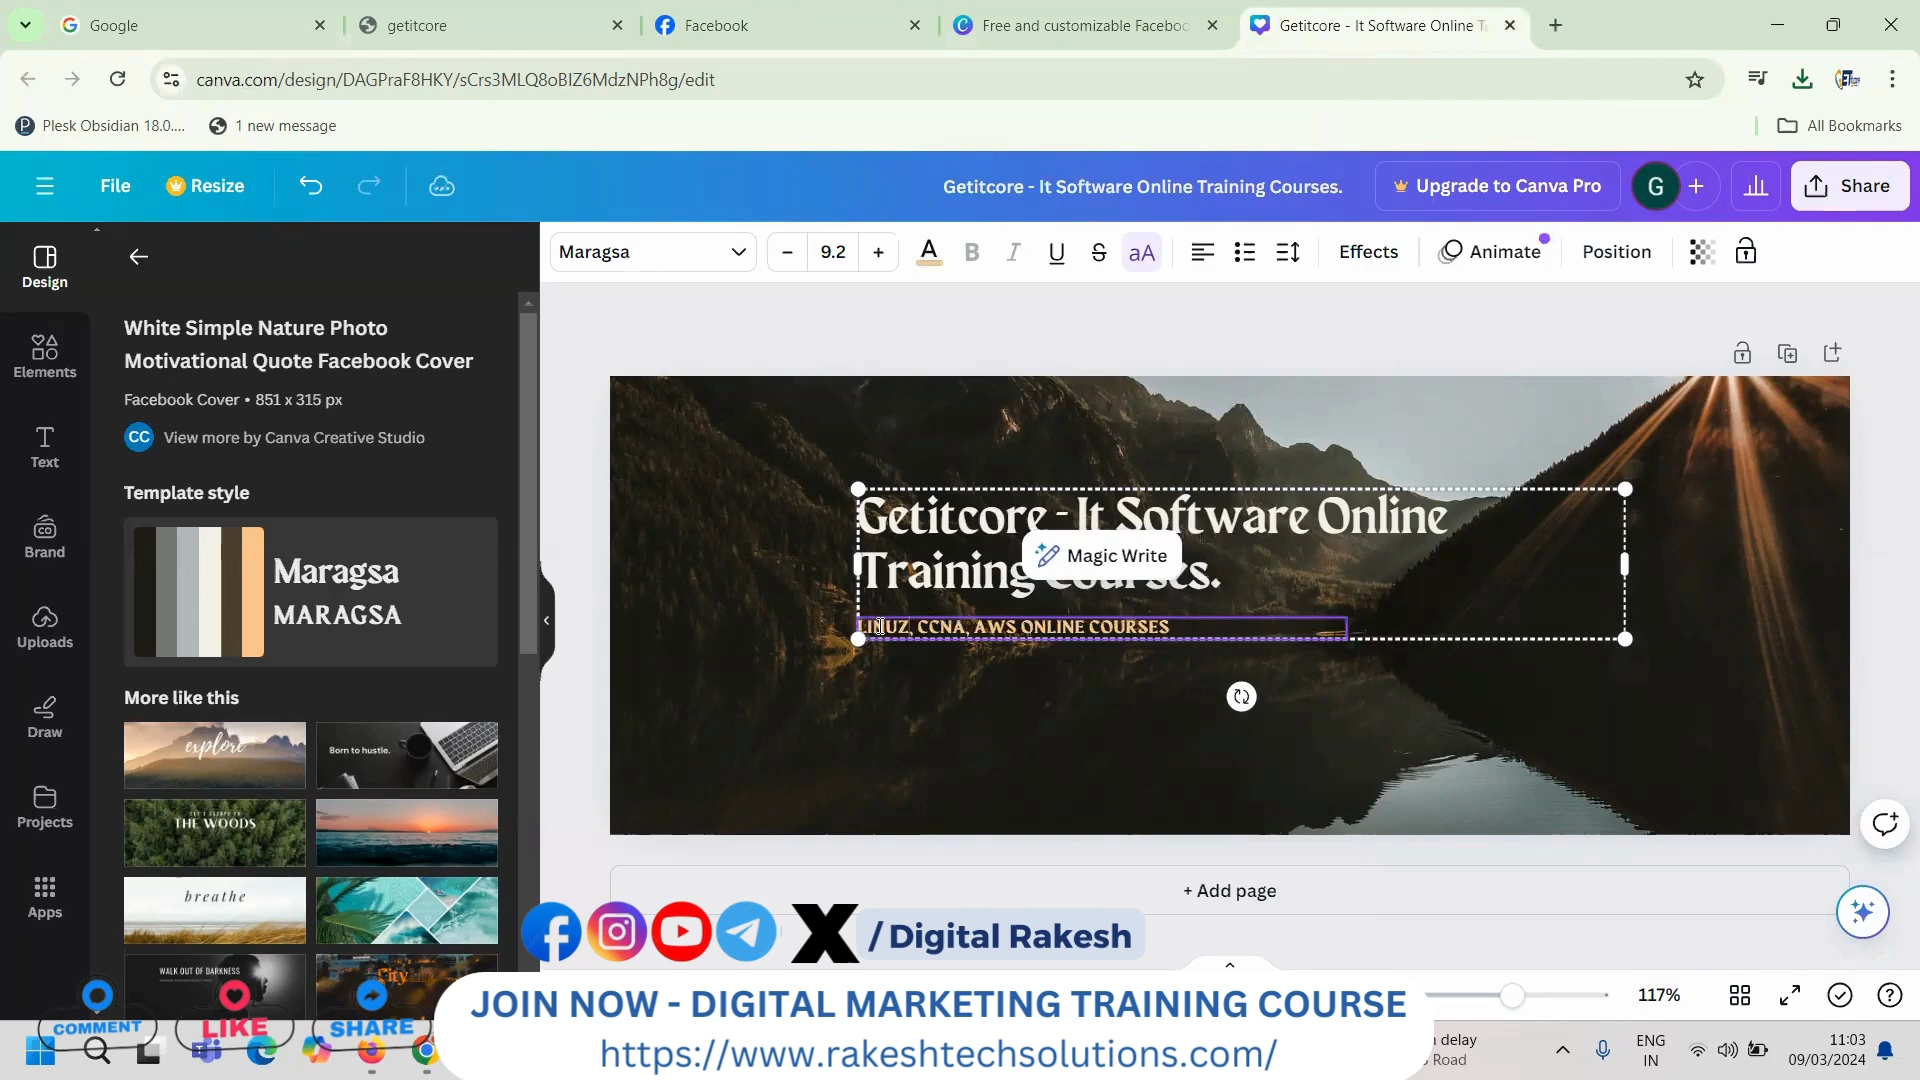 Google
getitcore
Facebook
Free and customizable Faceboc
Getitcore - It Software Online T
canva.com/design/DAGPraF8HKY/sCrs3MLQ8oBIZ6MdzNPh8g/edit
Plesk Obsidian 18.0....
1 new message
All Bookmarks
File
Resize
Getitcore - It Software Online Training Courses.
Upgrade to Canva Pro
G
Share
Design
Elements
Text
Brand
Uploads
Draw
Projects
Apps
White Simple Nature Photo
Motivational Quote Facebook Cover
Facebook Cover • 851 x 315 px
CC
View more by Canva Creative Studio
Template style
Maragsa
MARAGSA
More like this
explore
Born to hustle.
THE WOODS
breathe
WALK OUT OF DARKNESS
City
Maragsa
9.2
A
B
I
U
S
aA
Effects
Animate
Position
Getitcore - It Software Online
Training Courses.
Magic Write
LINUZ, CCNA, AWS ONLINE COURSES
+ Add page
117%
X
/Digital Rakesh
JOIN NOW - DIGITAL MARKETING TRAINING COURSE
https://www.rakeshtechsolutions.com/
COMMENT
LIKE
SHARE
delay
Road
ENG
IN
11:03
09/03/2024